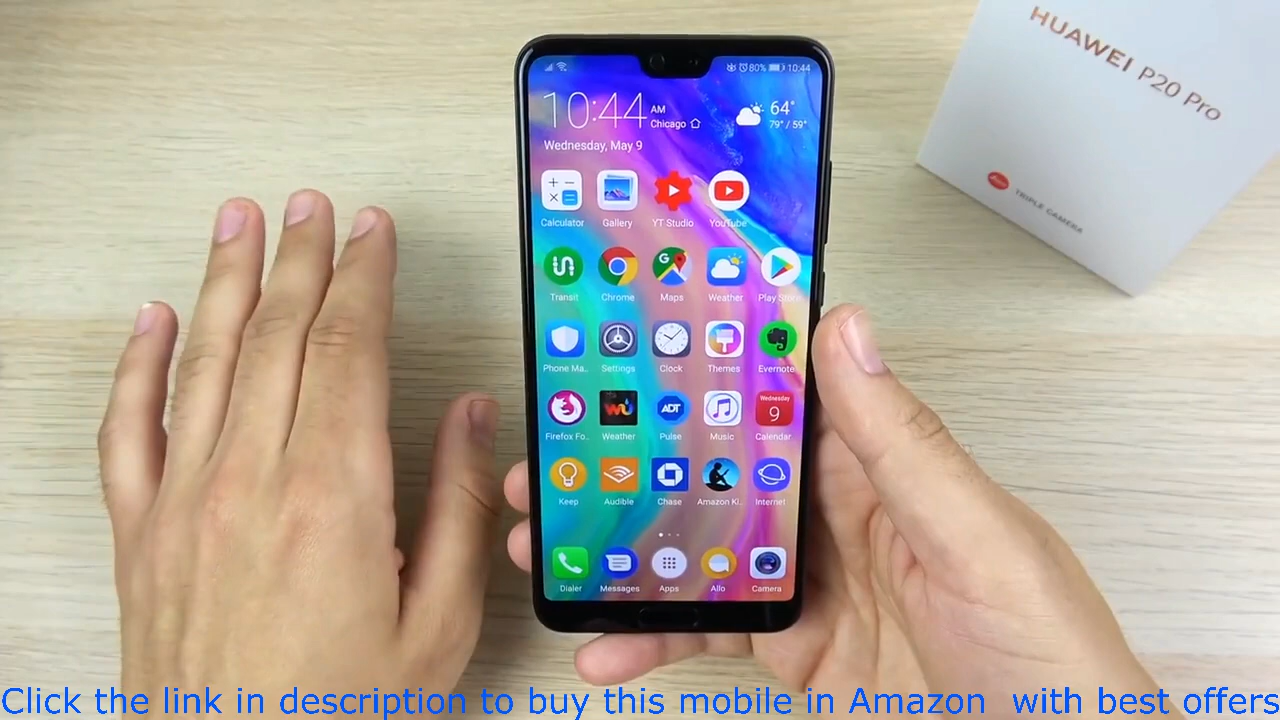 HUAWEI P20 Pro
TRIPLE CAMERA
80% 10:44
10:44 AM
Chicago
64°
79° / 59°
Wednesday, May 9
Calculator Gallery YT Studio YouTube
Transit Chrome Maps Weather Play Store
Phone Ma.. Settings Clock Themes Evernote
ADT
Wednesday
9
Firefox Fo.. Weather Pulse Music Calendar
Keep Audible Chase Amazon Ki.. Internet
Dialer Messages Apps Allo Camera
Click the link in description to buy this mobile in Amazon with best offers